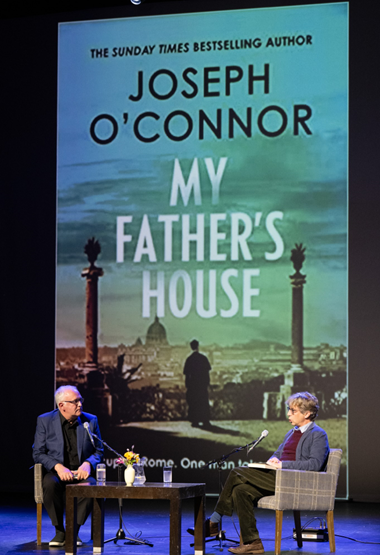 THE SUNDAY TIMES BESTSELLING AUTHOR
JOSEPH
O'CONNOR
MY
FATHER'S
HOUSE
Rome. One man